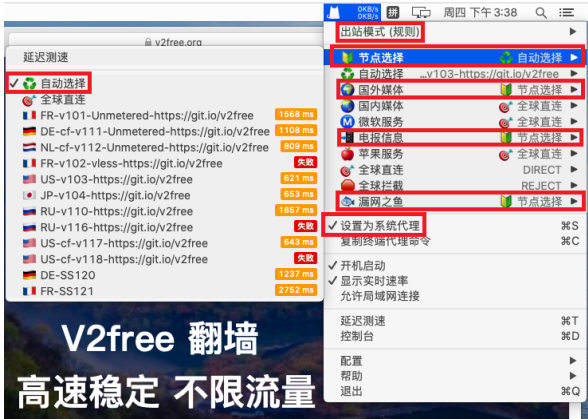 0KB/s
0KB/s
拼
周四下午3:38
v2free.org
延迟测速
自动选择
全球直连
FR-v101-Unmetered-https://git.io/v2free 1568 ms
DE-cf-v111-Unmetered-https://git.io/v2free 1108 ms
NL-cf-v112-Unmetered-https://git.io/v2free 809 ms
FR-v102-vless-https://git.io/v2free 失败
US-v103-https://git.io/v2free 621 ms
JP-v104-https://git.io/v2free 653 ms
RU-v110-https://git.io/v2free 1857 ms
RU-v116-https://git.io/v2free 失败
US-cf-v117-https://git.io/v2free 643 ms
US-cf-v118-https://git.io/v2free 失败
DE-SS120 1237 ms
FR-SS121 2752 ms
出站模式 (规则)
节点选择 自动选择
自动选择 ...v103-https://git.io/v2free
国外媒体 节点选择
国内媒体 全球直连
微软服务 全球直连
电报信息 节点选择
苹果服务 全球直连
全球直连 DIRECT
全球拦截 REJECT
漏网之鱼 节点选择
设置为系统代理 ⌘S
复制终端代理命令 ⌘C
开机启动
显示实时速率
允许局域网连接
延迟测速 ⌘T
控制台 ⌘D
配置
帮助
退出 ⌘Q
V2free 翻墙
高速稳定 不限流量